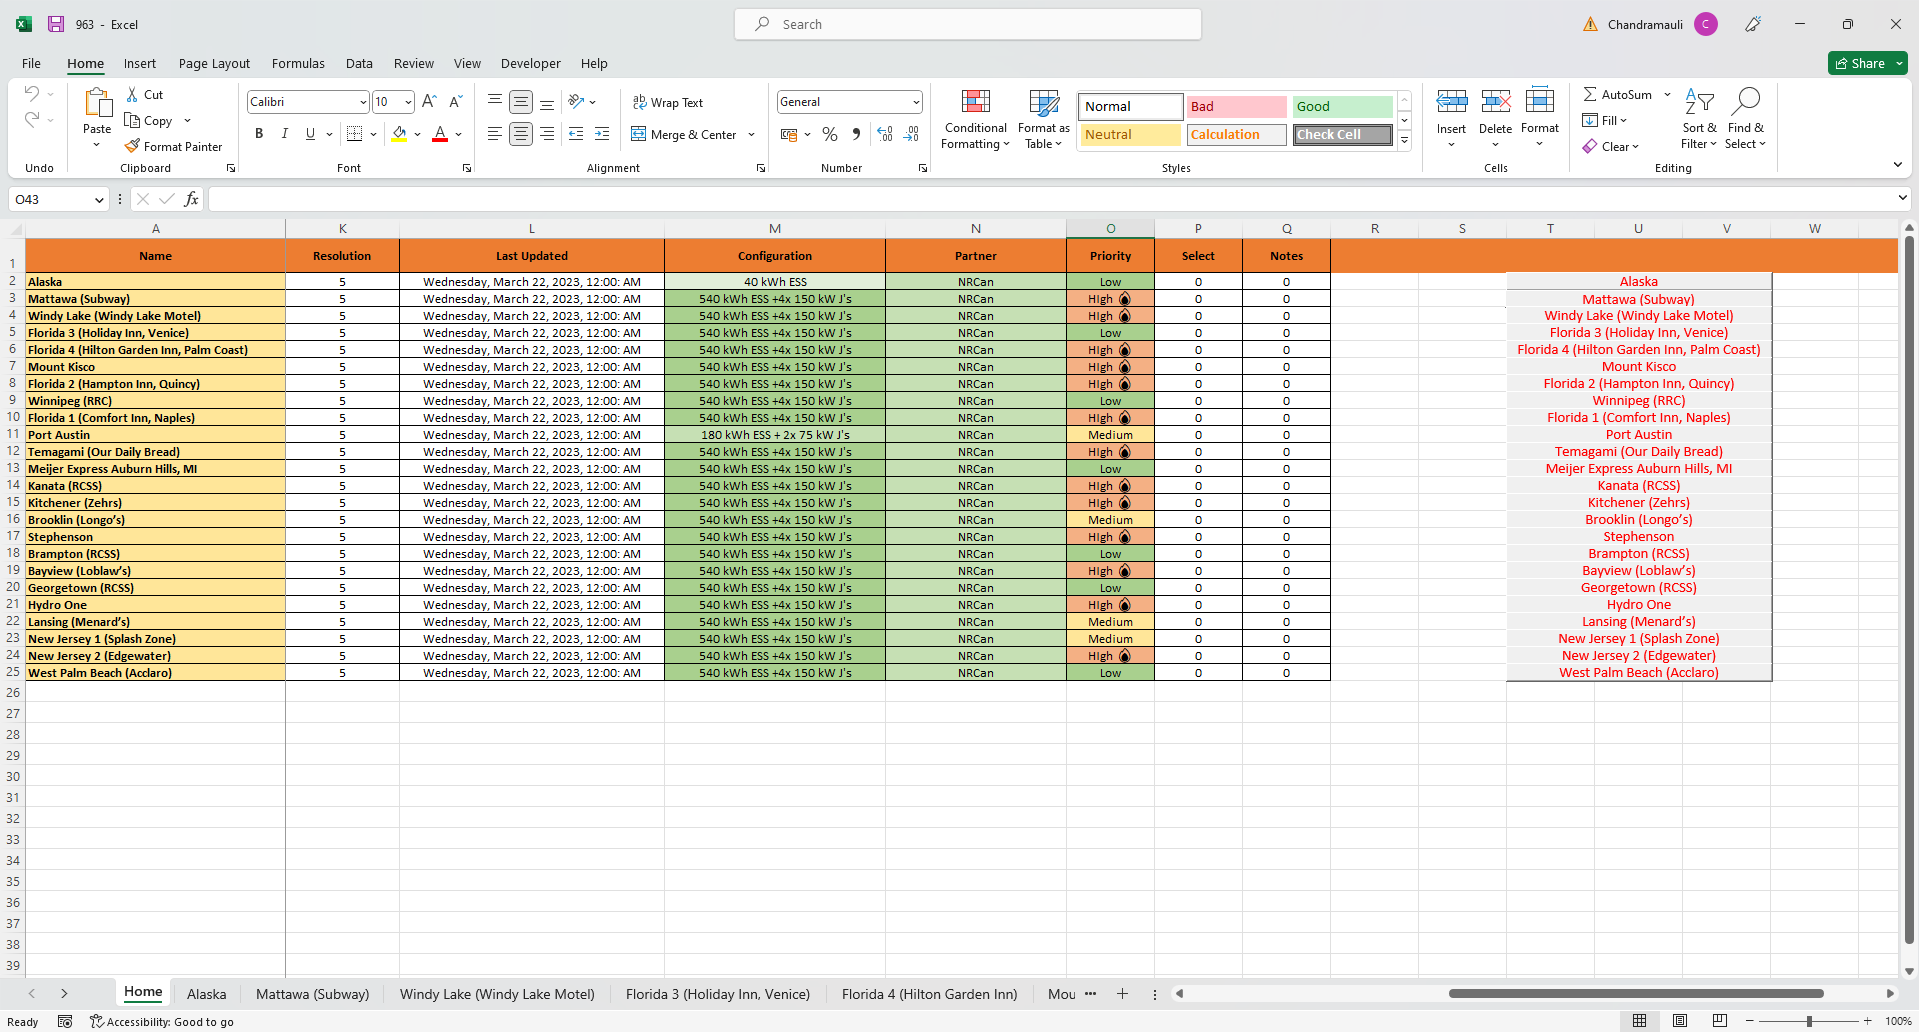 963 - Excel
Search
Chandramauli
C
File Home Insert Page Layout Formulas Data Review View Developer Help
Share
Paste
Cut
Copy
Format Painter
Calibri 10
B I U
Wrap Text
Merge & Center
General
Conditional Formatting
Format as Table
Normal Bad Good
Neutral Calculation Check Cell
Insert Delete Format
AutoSum
Fill
Clear
Sort & Filter
Find & Select
Undo Clipboard Font Alignment Number Styles Cells Editing
O43 fx
A K L M N O P Q R S T U V W
1 Name Resolution Last Updated Configuration Partner Priority Select Notes
2 Alaska 5 Wednesday, March 22, 2023, 12:00: AM 40 kWh ESS NRCan Low 0 0 Alaska
3 Mattawa (Subway) 5 Wednesday, March 22, 2023, 12:00: AM 540 kWh ESS +4x 150 kW J's NRCan HIgh 0 0 Mattawa (Subway)
4 Windy Lake (Windy Lake Motel) 5 Wednesday, March 22, 2023, 12:00: AM 540 kWh ESS +4x 150 kW J's NRCan HIgh 0 0 Windy Lake (Windy Lake Motel)
5 Florida 3 (Holiday Inn, Venice) 5 Wednesday, March 22, 2023, 12:00: AM 540 kWh ESS +4x 150 kW J's NRCan Low 0 0 Florida 3 (Holiday Inn, Venice)
6 Florida 4 (Hilton Garden Inn, Palm Coast) 5 Wednesday, March 22, 2023, 12:00: AM 540 kWh ESS +4x 150 kW J's NRCan HIgh 0 0 Florida 4 (Hilton Garden Inn, Palm Coast)
7 Mount Kisco 5 Wednesday, March 22, 2023, 12:00: AM 540 kWh ESS +4x 150 kW J's NRCan HIgh 0 0 Mount Kisco
8 Florida 2 (Hampton Inn, Quincy) 5 Wednesday, March 22, 2023, 12:00: AM 540 kWh ESS +4x 150 kW J's NRCan HIgh 0 0 Florida 2 (Hampton Inn, Quincy)
9 Winnipeg (RRC) 5 Wednesday, March 22, 2023, 12:00: AM 540 kWh ESS +4x 150 kW J's NRCan Low 0 0 Winnipeg (RRC)
10 Florida 1 (Comfort Inn, Naples) 5 Wednesday, March 22, 2023, 12:00: AM 540 kWh ESS +4x 150 kW J's NRCan HIgh 0 0 Florida 1 (Comfort Inn, Naples)
11 Port Austin 5 Wednesday, March 22, 2023, 12:00: AM 180 kWh ESS + 2x 75 kW J's NRCan Medium 0 0 Port Austin
12 Temagami (Our Daily Bread) 5 Wednesday, March 22, 2023, 12:00: AM 540 kWh ESS +4x 150 kW J's NRCan HIgh 0 0 Temagami (Our Daily Bread)
13 Meijer Express Auburn Hills, MI 5 Wednesday, March 22, 2023, 12:00: AM 540 kWh ESS +4x 150 kW J's NRCan Low 0 0 Meijer Express Auburn Hills, MI
14 Kanata (RCSS) 5 Wednesday, March 22, 2023, 12:00: AM 540 kWh ESS +4x 150 kW J's NRCan HIgh 0 0 Kanata (RCSS)
15 Kitchener (Zehrs) 5 Wednesday, March 22, 2023, 12:00: AM 540 kWh ESS +4x 150 kW J's NRCan HIgh 0 0 Kitchener (Zehrs)
16 Brooklin (Longo’s) 5 Wednesday, March 22, 2023, 12:00: AM 540 kWh ESS +4x 150 kW J's NRCan Medium 0 0 Brooklin (Longo’s)
17 Stephenson 5 Wednesday, March 22, 2023, 12:00: AM 540 kWh ESS +4x 150 kW J's NRCan HIgh 0 0 Stephenson
18 Brampton (RCSS) 5 Wednesday, March 22, 2023, 12:00: AM 540 kWh ESS +4x 150 kW J's NRCan Low 0 0 Brampton (RCSS)
19 Bayview (Loblaw’s) 5 Wednesday, March 22, 2023, 12:00: AM 540 kWh ESS +4x 150 kW J's NRCan HIgh 0 0 Bayview (Loblaw’s)
20 Georgetown (RCSS) 5 Wednesday, March 22, 2023, 12:00: AM 540 kWh ESS +4x 150 kW J's NRCan Low 0 0 Georgetown (RCSS)
21 Hydro One 5 Wednesday, March 22, 2023, 12:00: AM 540 kWh ESS +4x 150 kW J's NRCan HIgh 0 0 Hydro One
22 Lansing (Menard’s) 5 Wednesday, March 22, 2023, 12:00: AM 540 kWh ESS +4x 150 kW J's NRCan Medium 0 0 Lansing (Menard’s)
23 New Jersey 1 (Splash Zone) 5 Wednesday, March 22, 2023, 12:00: AM 540 kWh ESS +4x 150 kW J's NRCan Medium 0 0 New Jersey 1 (Splash Zone)
24 New Jersey 2 (Edgewater) 5 Wednesday, March 22, 2023, 12:00: AM 540 kWh ESS +4x 150 kW J's NRCan HIgh 0 0 New Jersey 2 (Edgewater)
25 West Palm Beach (Acclaro) 5 Wednesday, March 22, 2023, 12:00: AM 540 kWh ESS +4x 150 kW J's NRCan Low 0 0 West Palm Beach (Acclaro)
26
27
28
29
30
31
32
33
34
35
36
37
38
39
Home Alaska Mattawa (Subway) Windy Lake (Windy Lake Motel) Florida 3 (Holiday Inn, Venice) Florida 4 (Hilton Garden Inn) Mou ...
Ready Accessibility: Good to go 100%